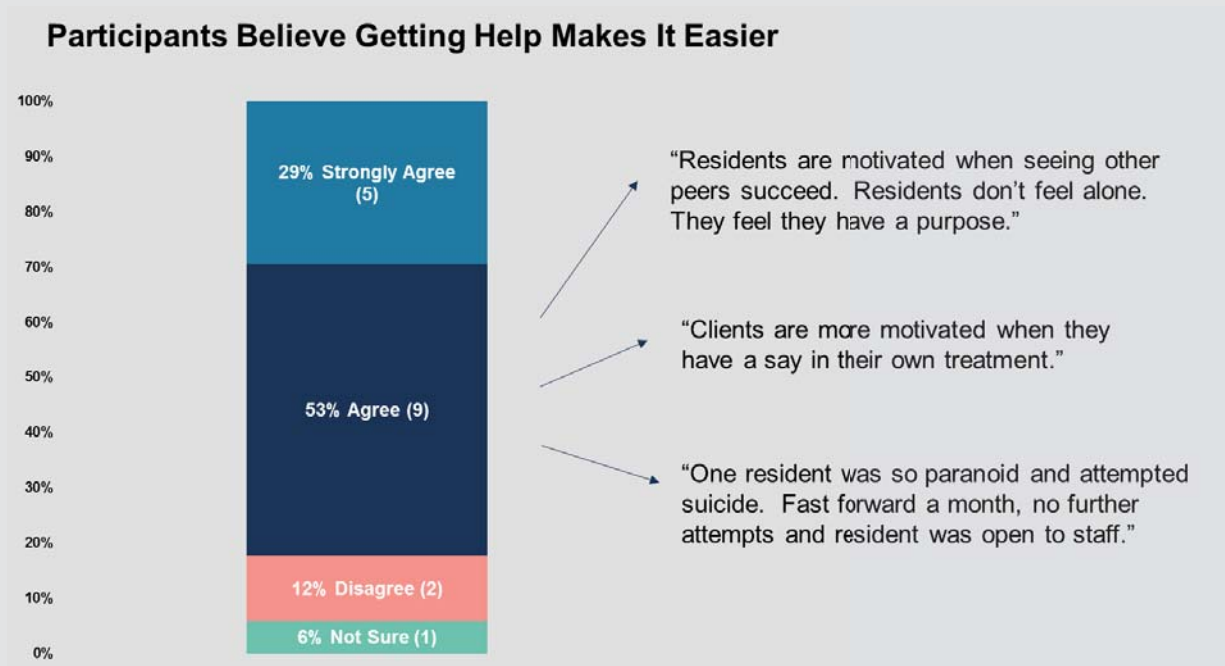 Participants Believe Getting Help Makes It Easier
100%
90%
80%
70%
60%
50%
40%
30%
20%
10%
0%
29% Strongly Agree
(5)
53% Agree (9)
12% Disagree (2)
6% Not Sure (1)
“Residents are motivated when seeing other
peers succeed. Residents don’t feel alone.
They feel they have a purpose.”
“Clients are more motivated when they
have a say in their own treatment.”
“One resident was so paranoid and attempted
suicide. Fast forward a month, no further
attempts and resident was open to staff.”